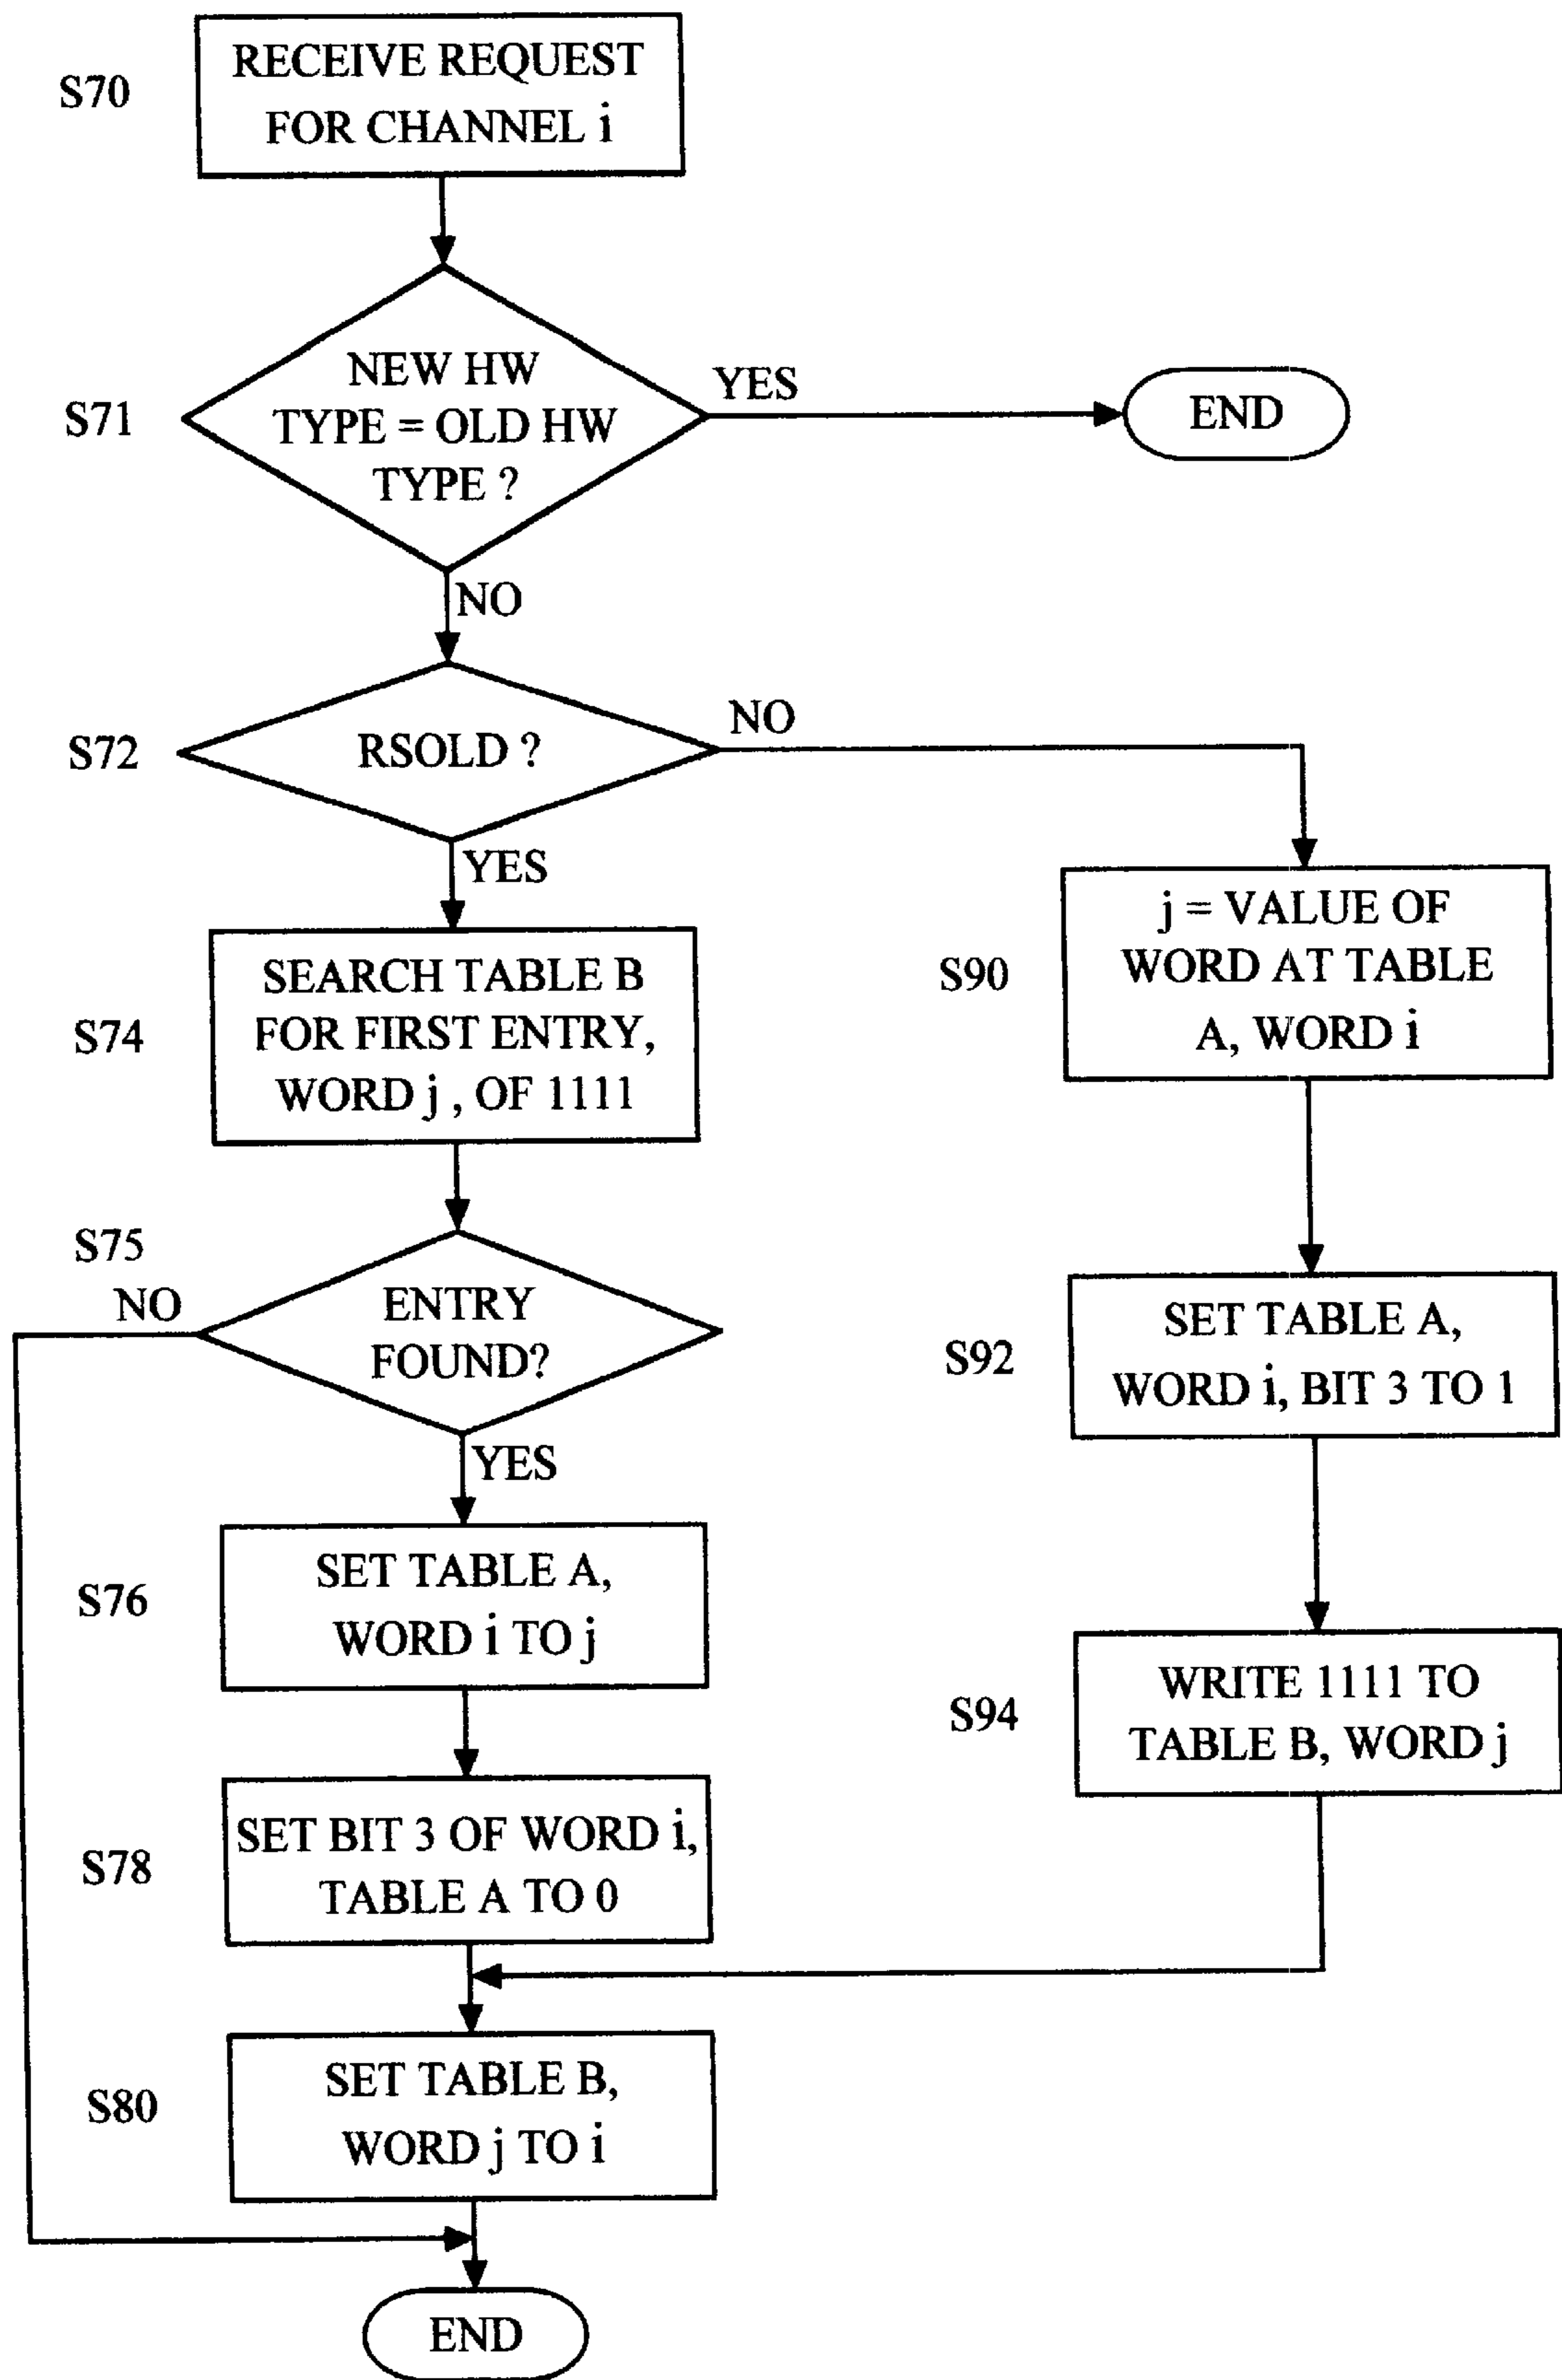 S70
RECEIVE REQUEST
FOR CHANNEL i
S71
NEW HW
TYPE = OLD HW
TYPE ?
YES
END
NO
S72
RSOLD ?
NO
YES
S74
SEARCH TABLE B
FOR FIRST ENTRY,
WORD j , OF 1111
S90
j = VALUE OF
WORD AT TABLE
A, WORD i
S75
NO
ENTRY
FOUND?
YES
S92
SET TABLE A,
WORD i, BIT 3 TO 1
S76
SET TABLE A,
WORD i TO j
S94
WRITE 1111 TO
TABLE B, WORD j
S78
SET BIT 3 OF WORD i,
TABLE A TO 0
S80
SET TABLE B,
WORD j TO i
END